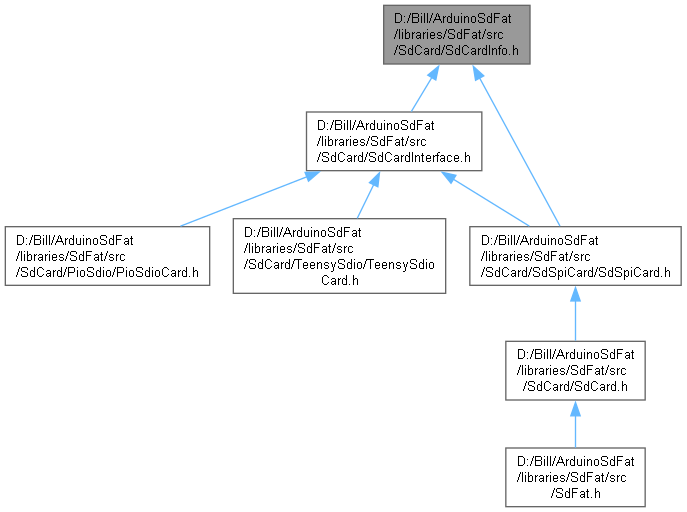 D:/Bill/ArduinoSdFat
/libraries/SdFat/src
/SdCard/SdCardInfo.h
D:/Bill/ArduinoSdFat
/libraries/SdFat/src
/SdCard/SdCardInterface.h
D:/Bill/ArduinoSdFat
/libraries/SdFat/src
/SdCard/PioSdio/PioSdioCard.h
D:/Bill/ArduinoSdFat
/libraries/SdFat/src
/SdCard/TeensySdio/TeensySdio
Card.h
D:/Bill/ArduinoSdFat
/libraries/SdFat/src
/SdCard/SdSpiCard/SdSpiCard.h
D:/Bill/ArduinoSdFat
/libraries/SdFat/src
/SdCard/SdCard.h
D:/Bill/ArduinoSdFat
/libraries/SdFat/src
/SdFat.h